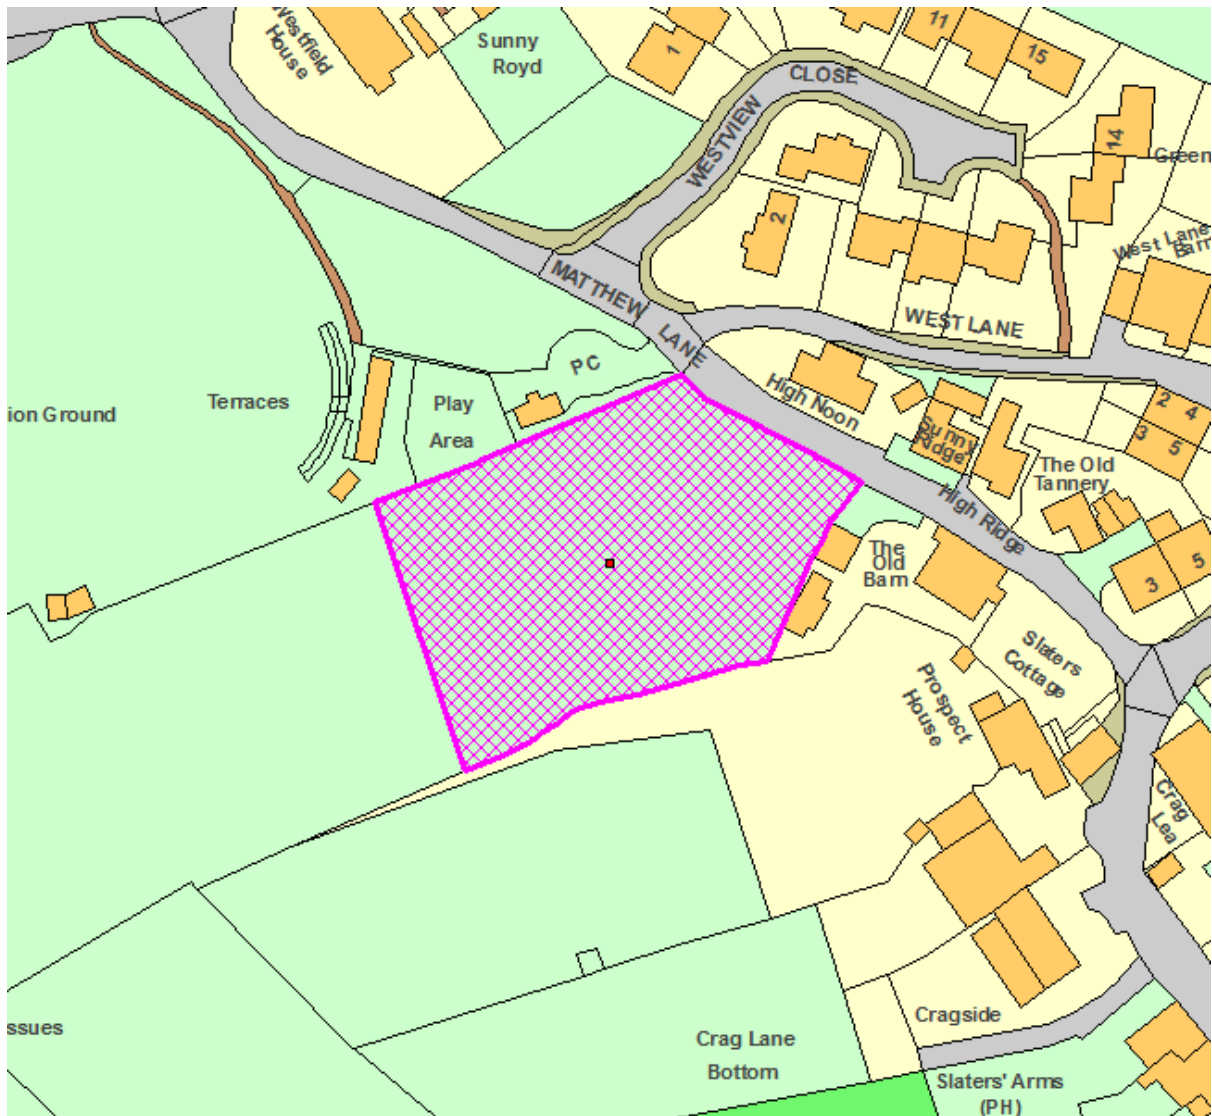 Westfield
House
Sunny
Royd
1
WESTVIEW
CLOSE
11
15
14
Green
2
West Lane
Barn
MATTHEW
LANE
WEST LANE
PC
Terraces
Play
Area
ion Ground
High Noon
Sunny
Ridge
2 4
3 5
The Old
Tannery
High Ridge
The
Old
Barn
3
5
Slaters
Cottage
Prospect
House
Crag
Lea
ssues
Cragside
Crag Lane
Bottom
Slaters' Arms
(PH)